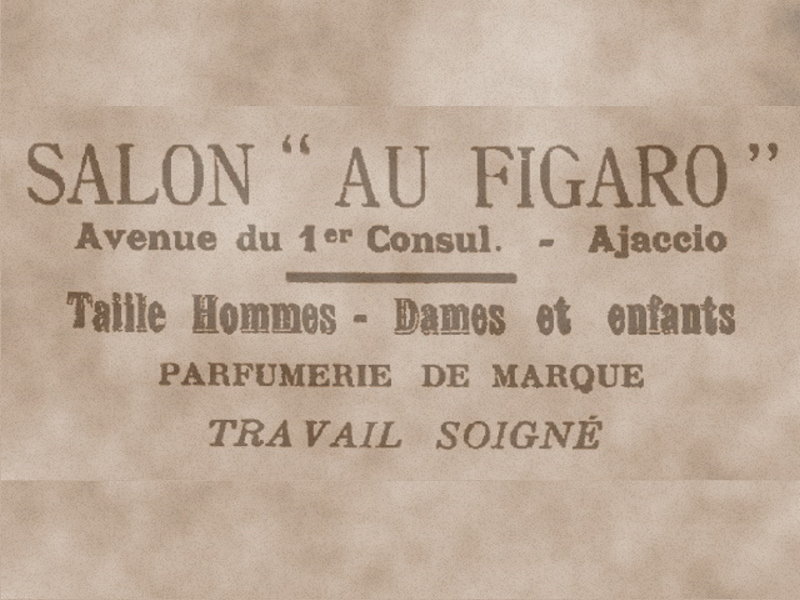 SALON “ AU FIGARO ”
Avenue du 1er Consul. - Ajaccio
Taille Hommes - Dames et enfants
PARFUMERIE DE MARQUE
TRAVAIL SOIGNÉ